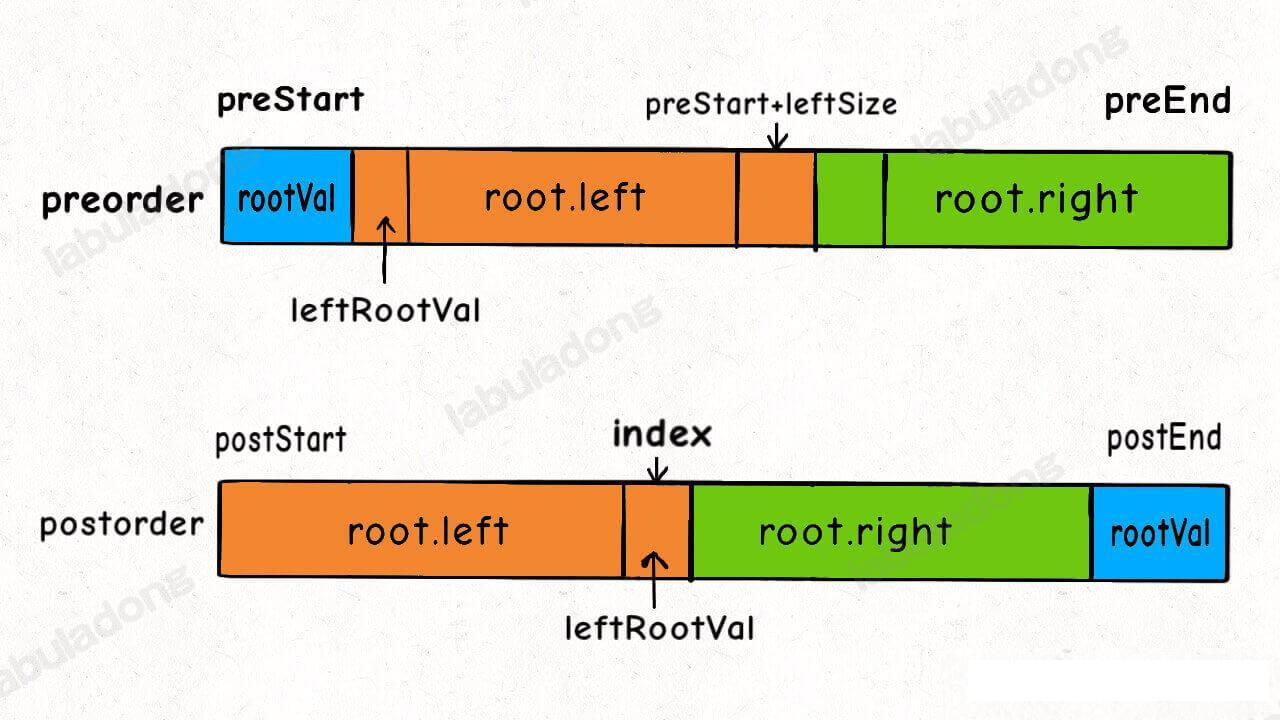 preStart
preStart+leftSize
preEnd
preorder
rootVal
root.left
root.right
leftRootVal
postStart
index
postEnd
postorder
root.left
root.right
rootVal
leftRootVal
labuladong
labuladong
labuladong
labuladong
labuladong
labuladong